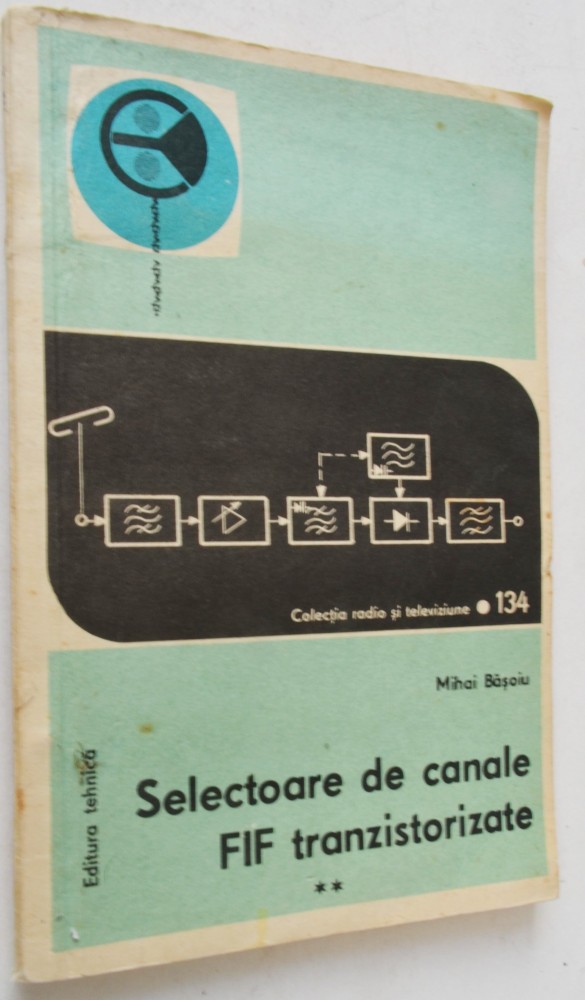 Colecția radio și televiziune • 134
Mihai Bășoiu
Selectoare de canale
FIF tranzistorizate
**
Editura tehnică